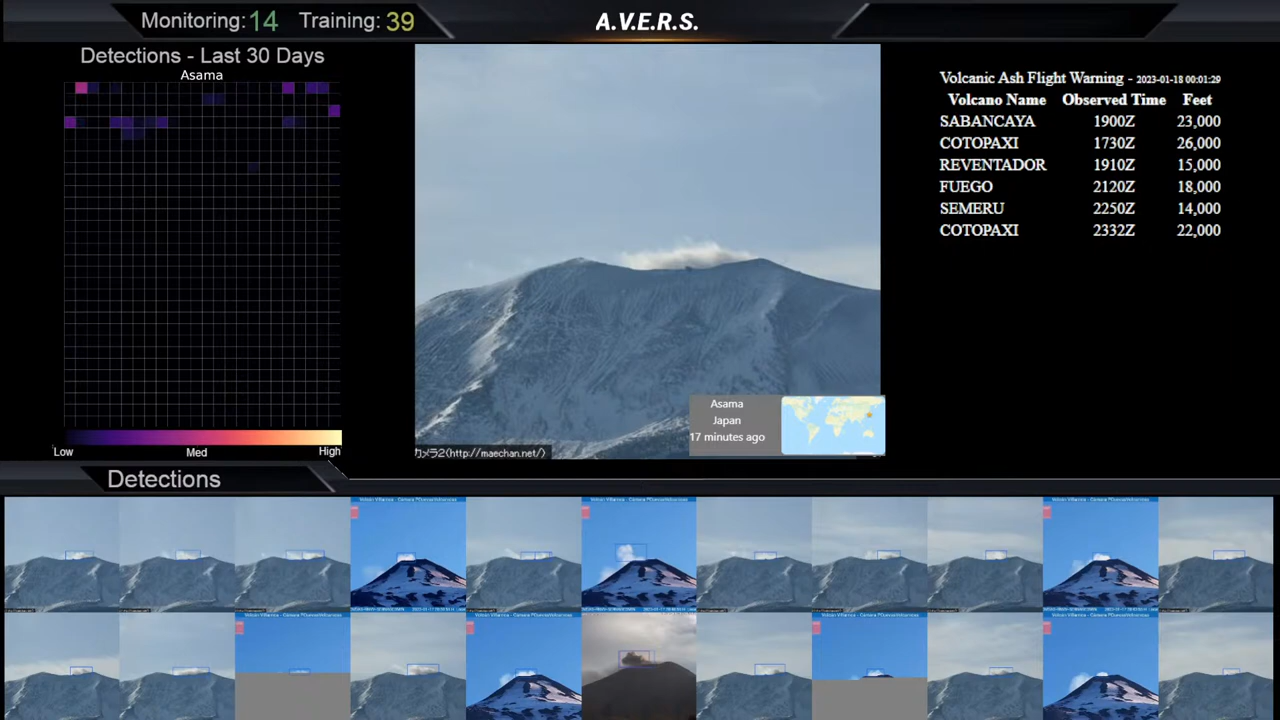 Monitoring: 14 Training: 39
A.V.E.R.S.
Detections - Last 30 Days
Asama
Low Med High
カメラ2(http://maechan.net/)
Asama
Japan
17 minutes ago
Volcanic Ash Flight Warning - 2023-01-18 00:01:29
Volcano Name Observed Time Feet
SABANCAYA 1900Z 23,000
COTOPAXI 1730Z 26,000
REVENTADOR 1910Z 15,000
FUEGO 2120Z 18,000
SEMERU 2250Z 14,000
COTOPAXI 2332Z 22,000
Detections